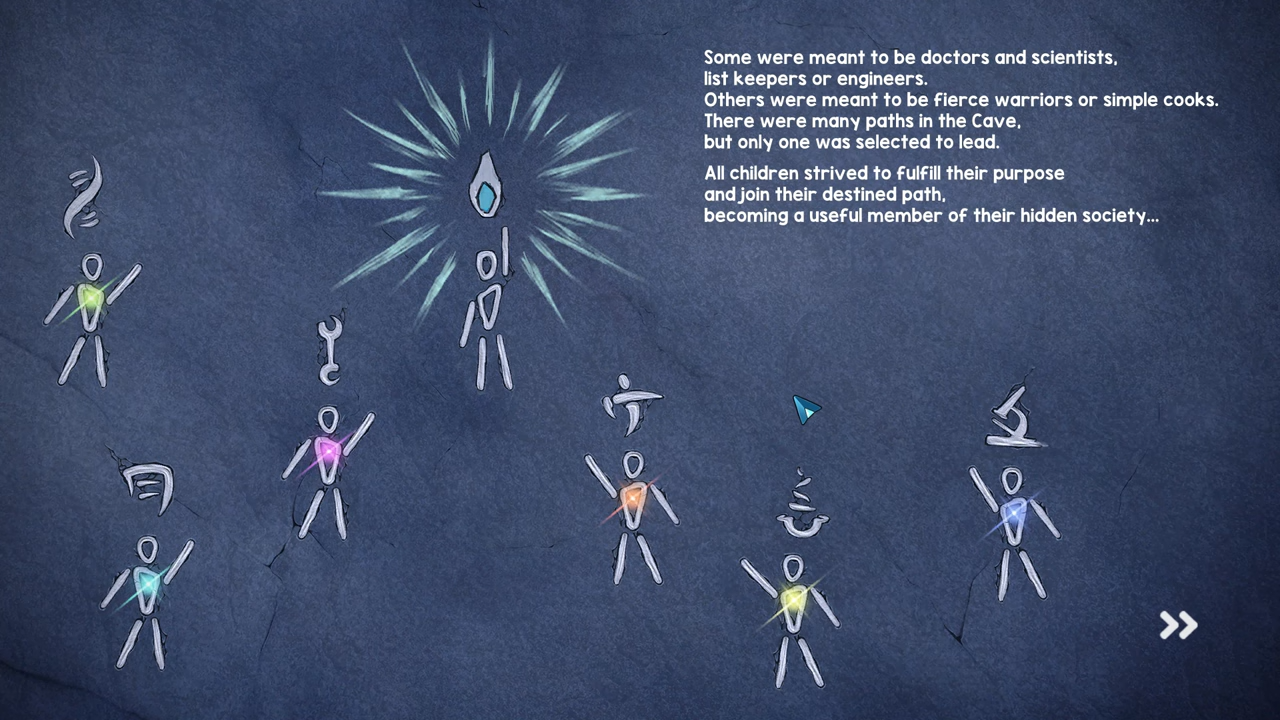 Some were meant to be doctors and scientists,
list keepers or engineers.
Others were meant to be fierce warriors or simple cooks.
There were many paths in the Cave,
but only one was selected to lead.
All children strived to fulfill their purpose
and join their destined path,
becoming a useful member of their hidden society...